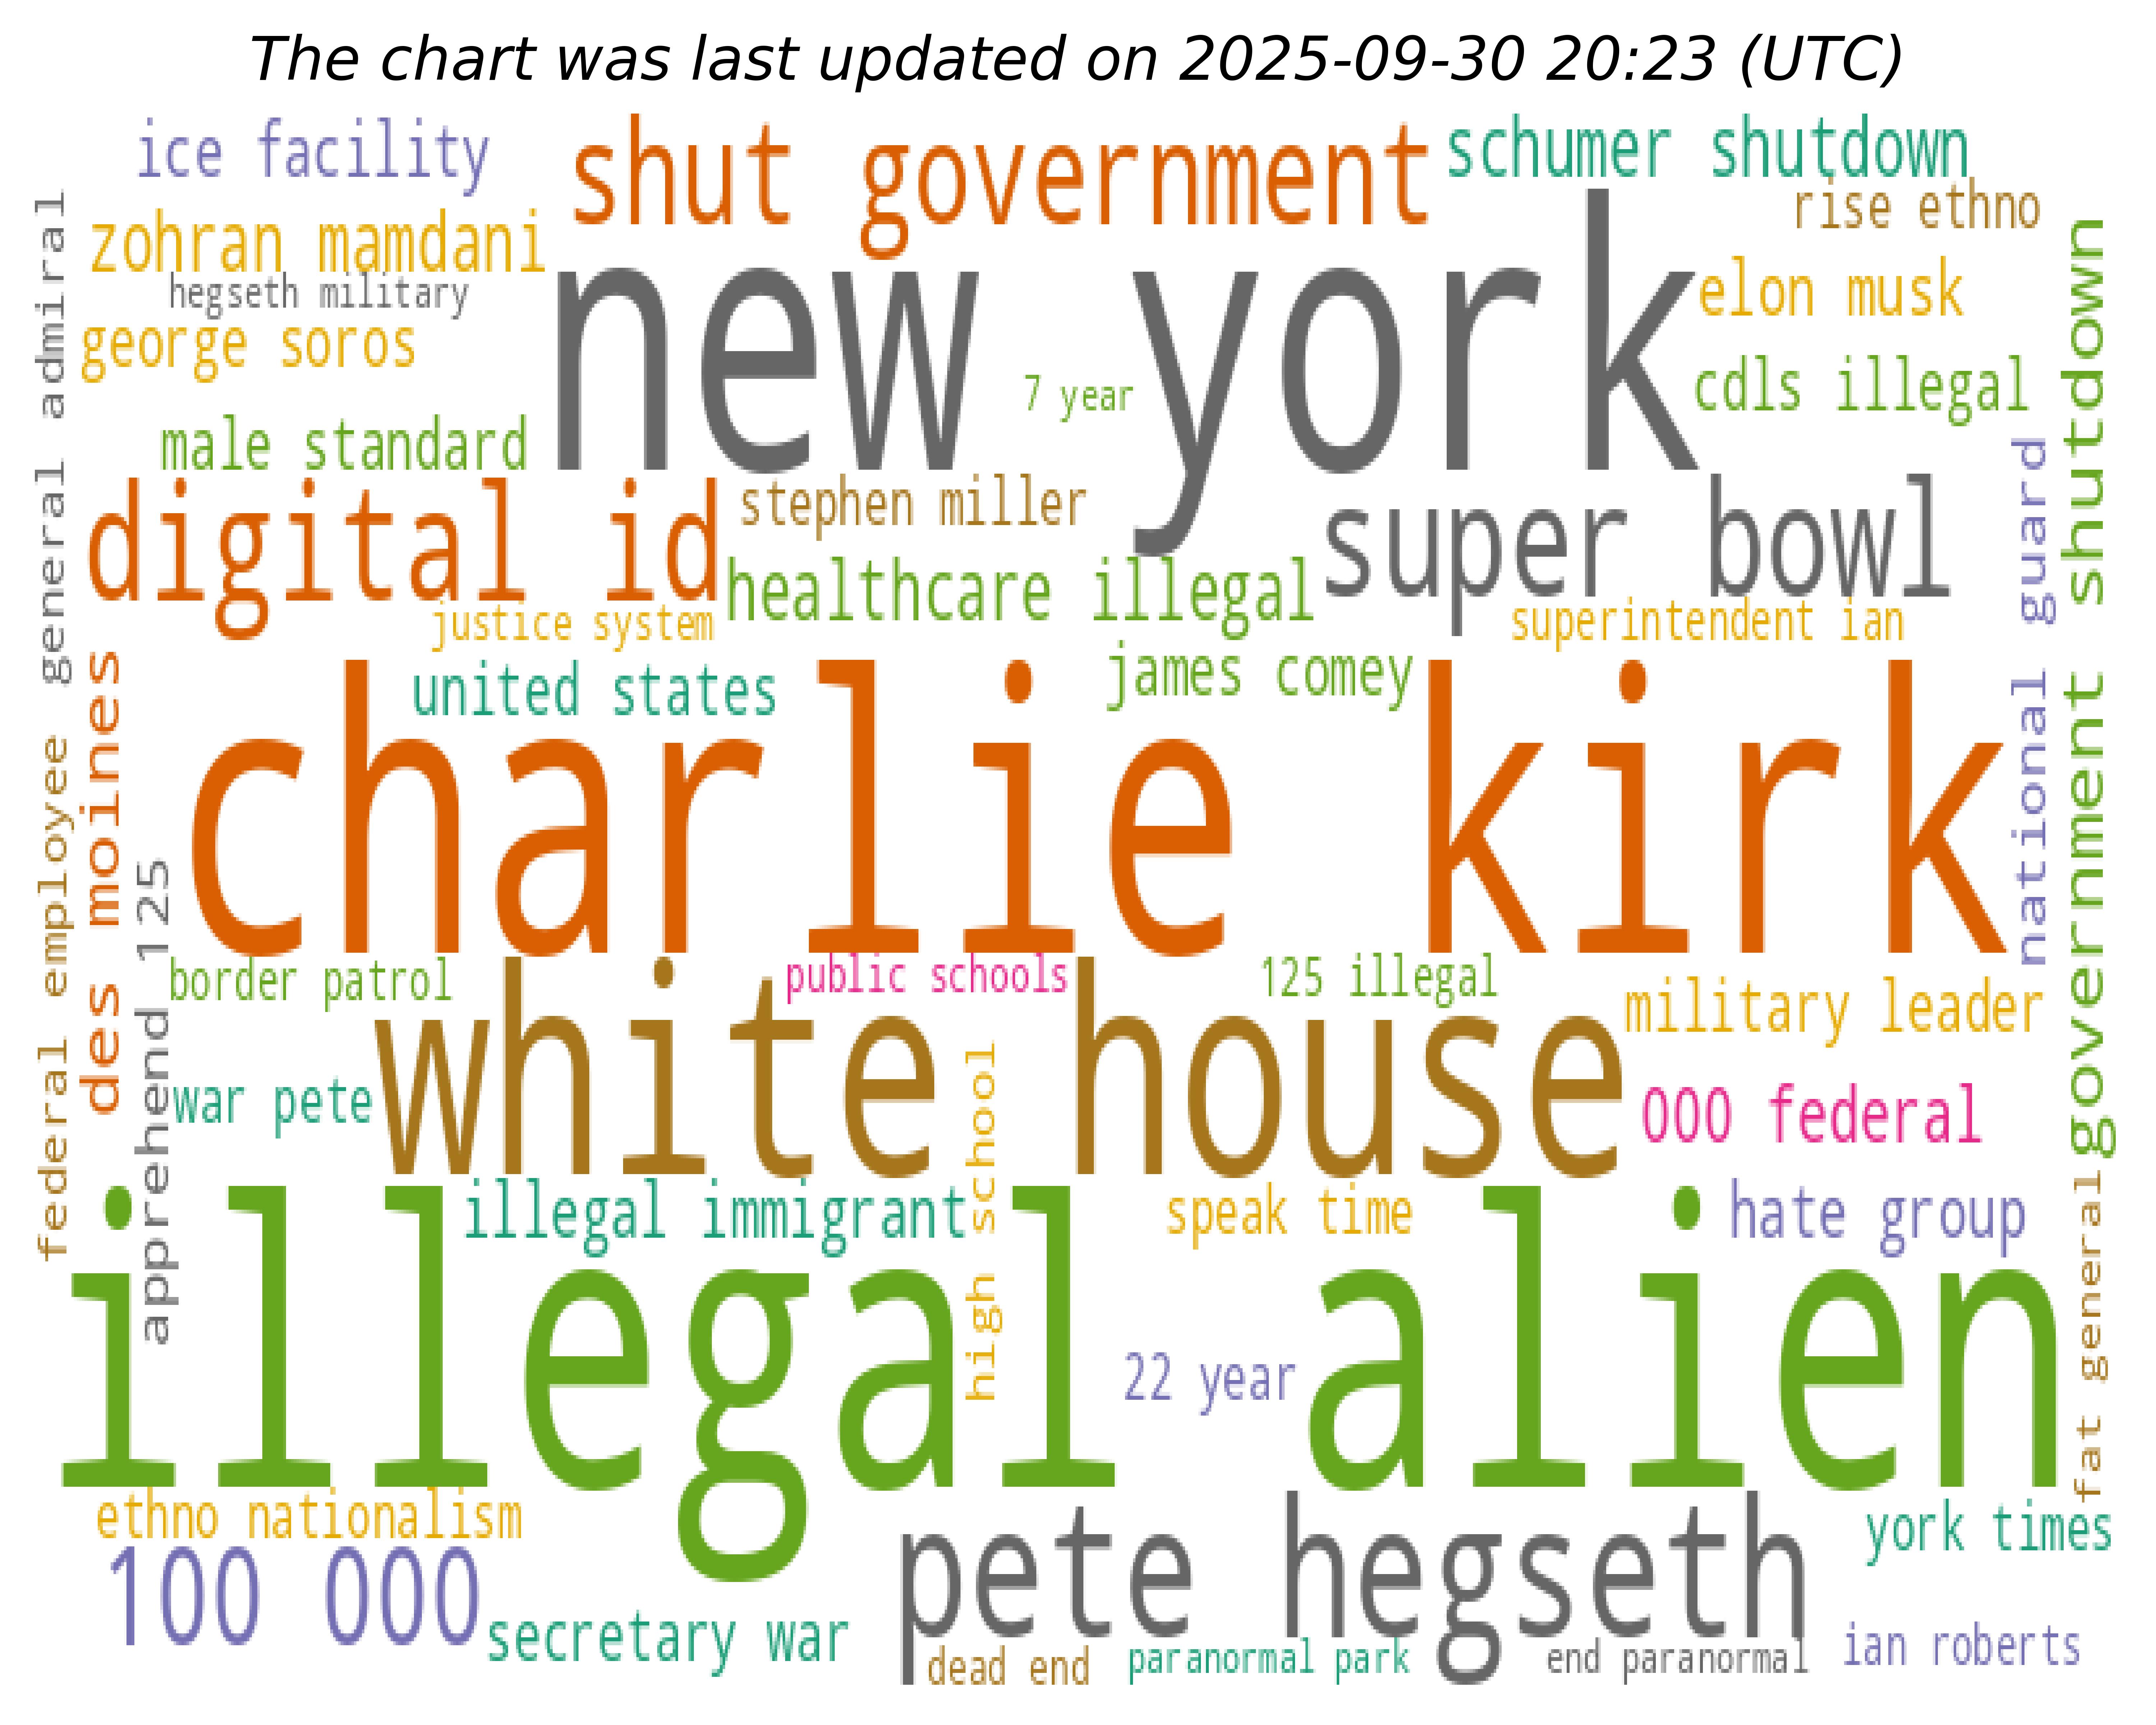 The chart was last updated on 2025-09-30 20:23 (UTC)
ice facility
shut government
schumer shutdown
rise ethno
zohran mamdani
hegseth military
george soros
general admiral
new york
7 year
elon musk
cdls illegal
government shutdown
male standard
digital id
stephen miller
super bowl
national guard
healthcare illegal
justice system
superintendent ian
united states
james comey
des moines
federal employee
charlie kirk
apprehend 125
border patrol
public schools
125 illegal
military leader
white house
war pete
high school
000 federal
illegal immigrant
speak time
hate group
fat general
illegal alien
22 year
ethno nationalism
100 000
secretary war
pete hegseth
york times
dead end
paranormal park
end paranormal
ian roberts